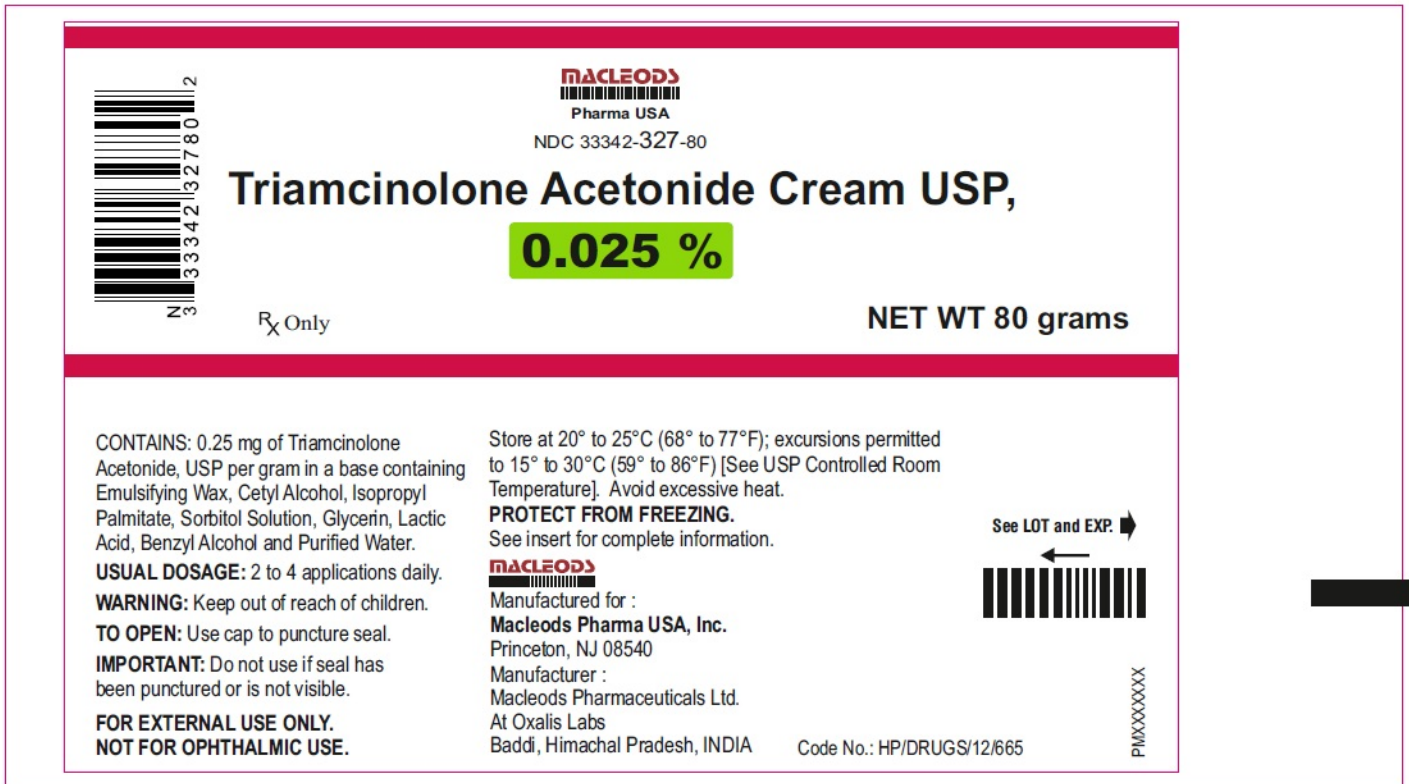 MACLEODS
Pharma USA
NDC 33342-327-80
Triamcinolone Acetonide Cream USP,
0.025 %
Rx Only
NET WT 80 grams
N
3 33342 32780 2
CONTAINS: 0.25 mg of Triamcinolone
Acetonide, USP per gram in a base containing
Emulsifying Wax, Cetyl Alcohol, Isopropyl
Palmitate, Sorbitol Solution, Glycerin, Lactic
Acid, Benzyl Alcohol and Purified Water.
USUAL DOSAGE: 2 to 4 applications daily.
WARNING: Keep out of reach of children.
TO OPEN: Use cap to puncture seal.
IMPORTANT: Do not use if seal has
been punctured or is not visible.
FOR EXTERNAL USE ONLY.
NOT FOR OPHTHALMIC USE.
Store at 20° to 25°C (68° to 77°F); excursions permitted
to 15° to 30°C (59° to 86°F) [See USP Controlled Room
Temperature]. Avoid excessive heat.
PROTECT FROM FREEZING.
See insert for complete information.
MACLEODS
Manufactured for :
Macleods Pharma USA, Inc.
Princeton, NJ 08540
Manufacturer :
Macleods Pharmaceuticals Ltd.
At Oxalis Labs
Baddi, Himachal Pradesh, INDIA
Code No.: HP/DRUGS/12/665
See LOT and EXP.
PMXXXXXXX